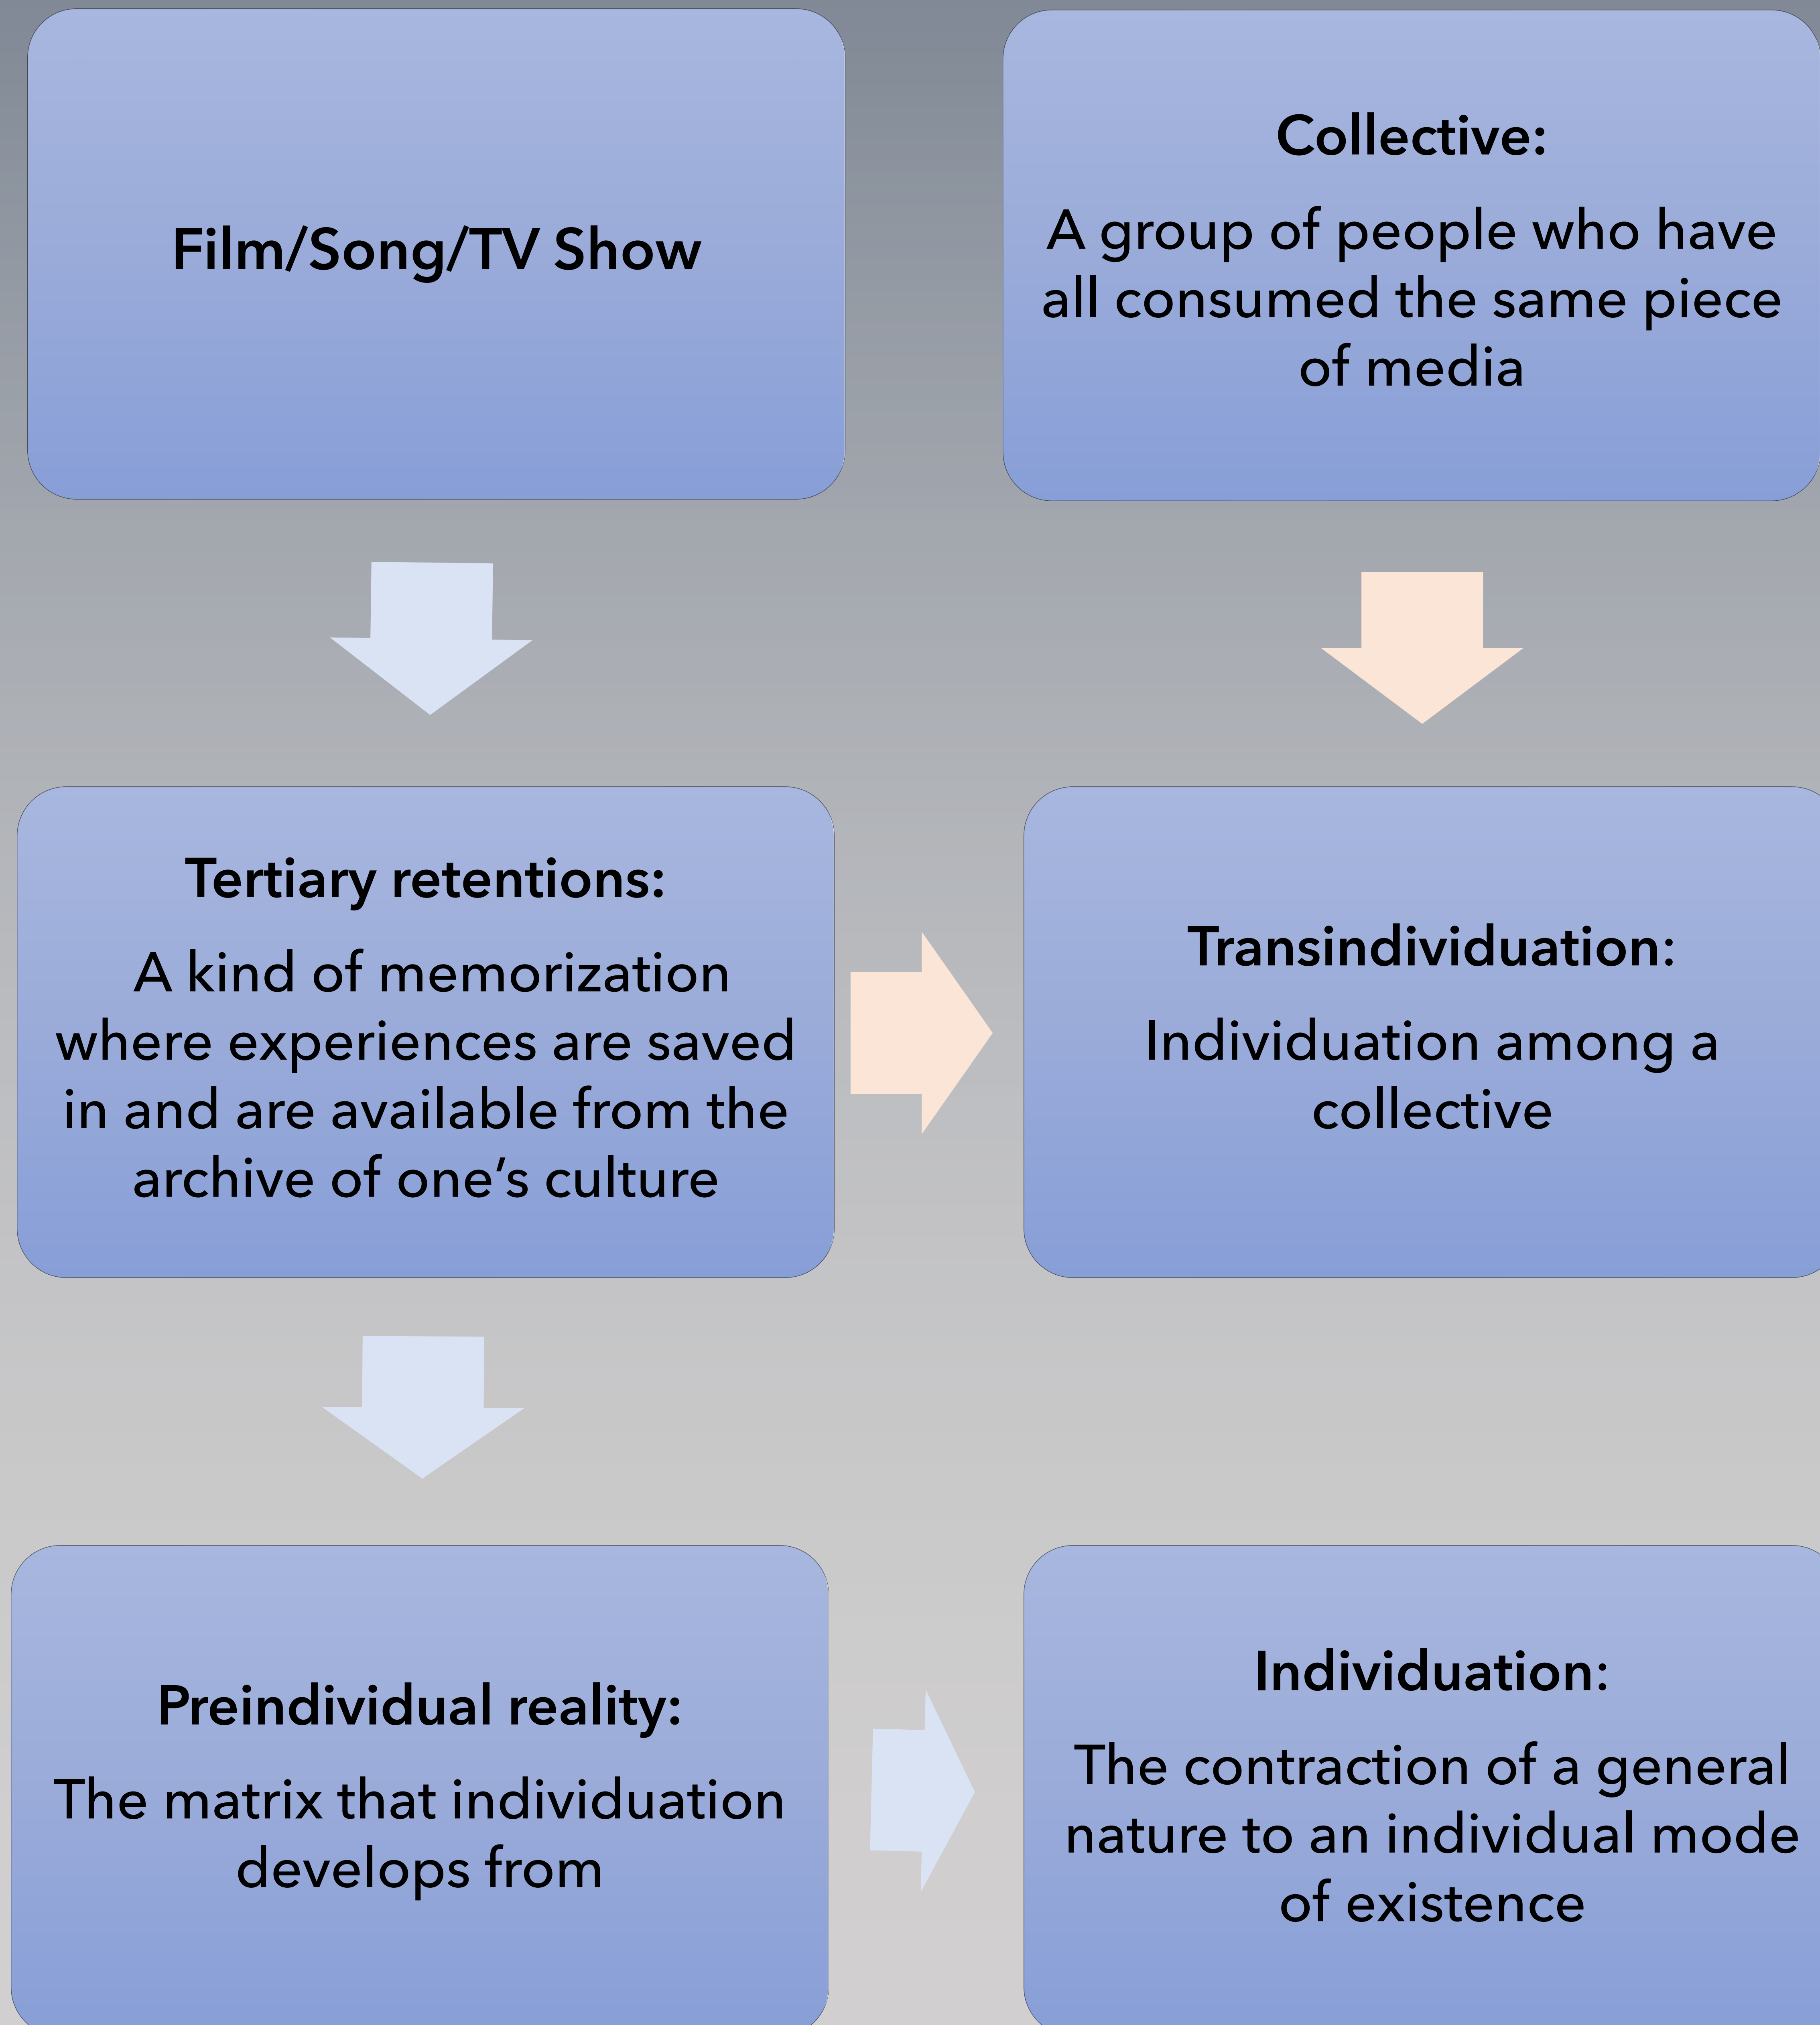 Film/Song/TV Show
Collective:
A group of people who have
all consumed the same piece
of media
Tertiary retentions:
A kind of memorization
where experiences are saved
in and are available from the
archive of one’s culture
Transindividuation:
Individuation among a
collective
Preindividual reality:
The matrix that individuation
develops from
Individuation:
The contraction of a general
nature to an individual mode
of existence